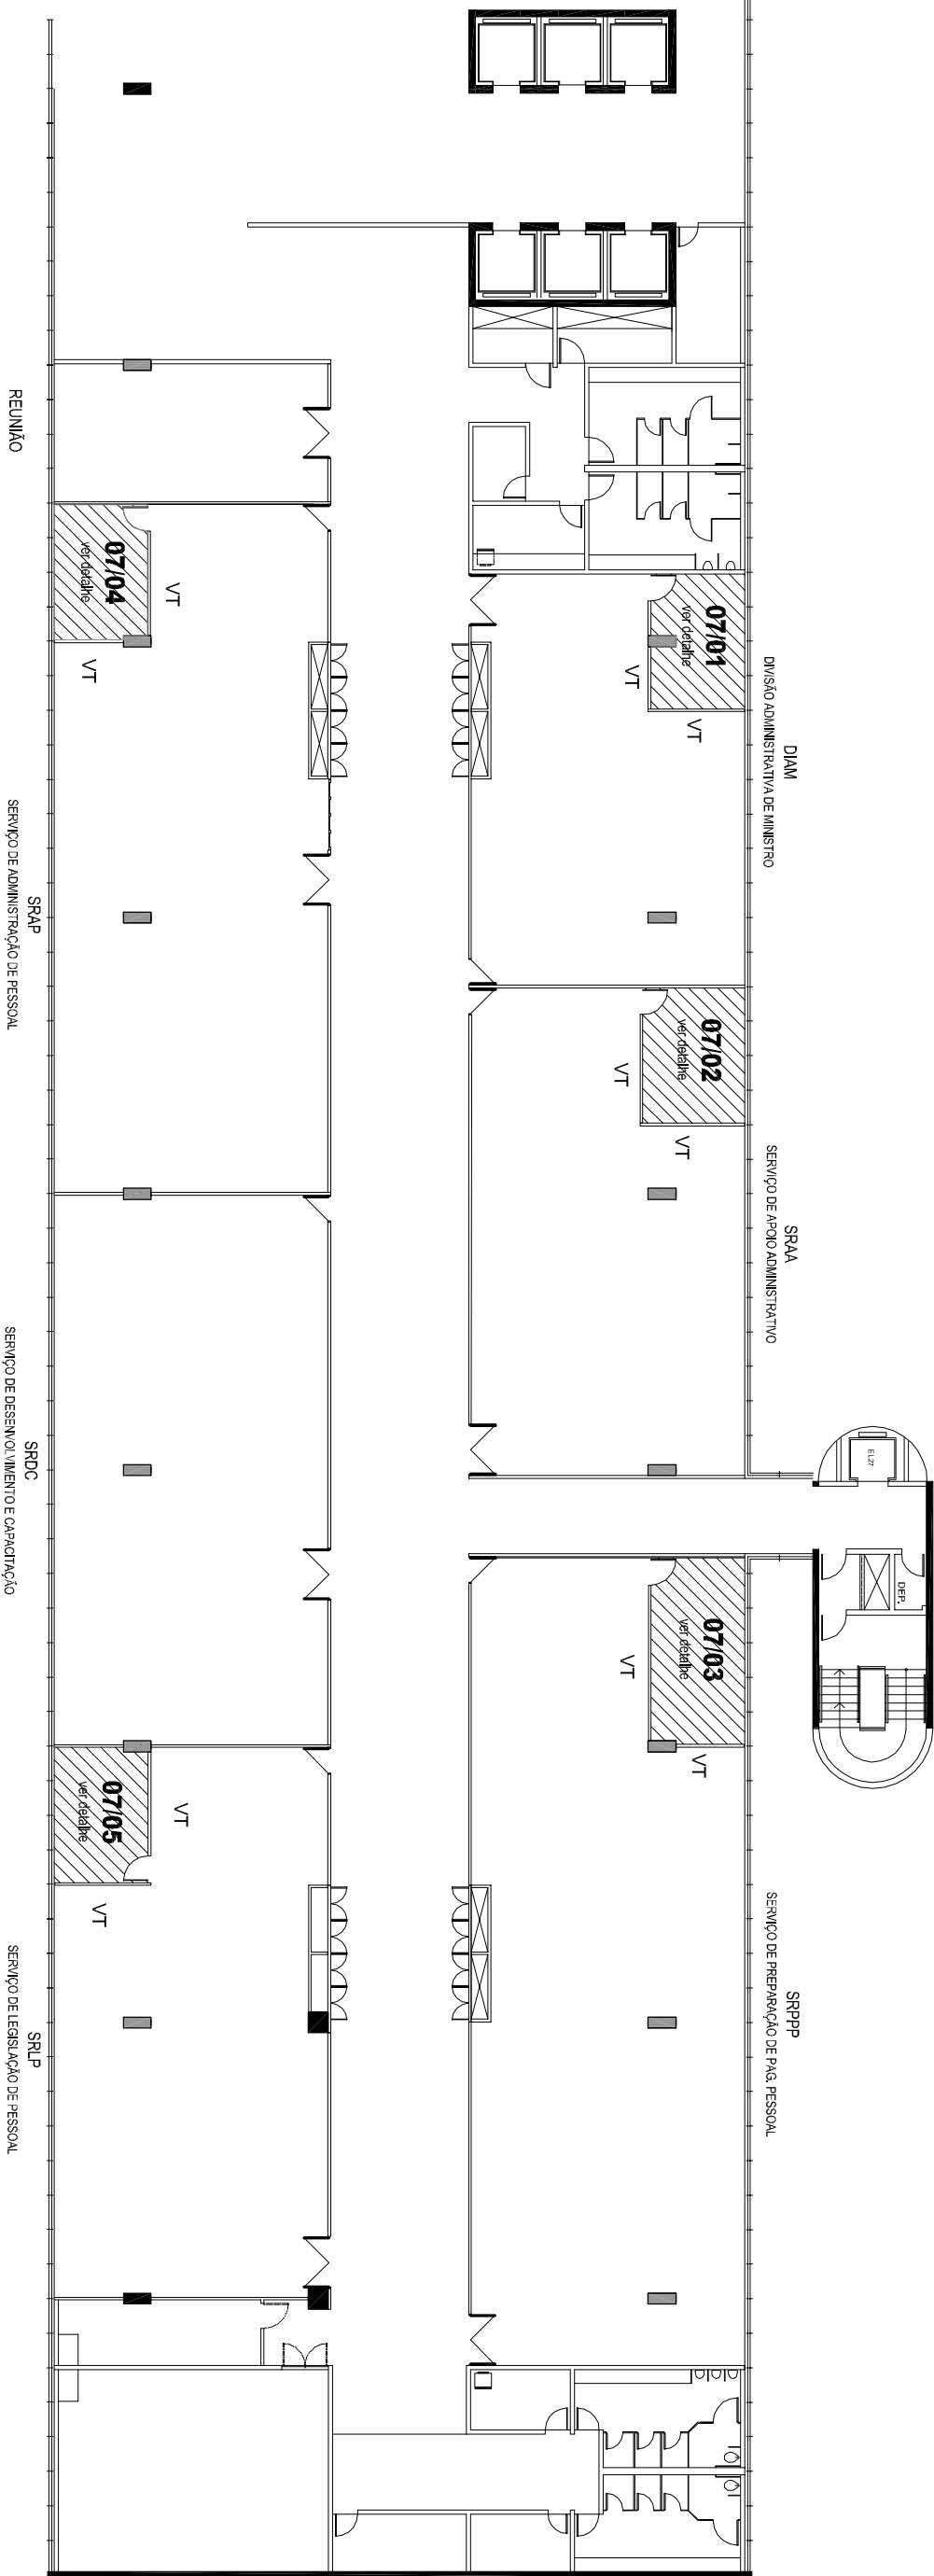 DIAM
DIVISÃO ADMINISTRATIVA DE MINISTRO
SRAA
SERVIÇO DE APOIO ADMINISTRATIVO
SRPPP
SERVIÇO DE PREPARAÇÃO DE PAG. PESSOAL
EL27
DEP.
07/01
ver detalhe
VT
VT
07/02
ver detalhe
VT
VT
07/03
ver detalhe
VT
VT
07/04
ver detalhe
VT
VT
07/05
ver detalhe
VT
VT
REUNIÃO
SRAP
SERVIÇO DE ADMINISTRAÇÃO DE PESSOAL
SRDC
SERVIÇO DE DESENVOLVIMENTO E CAPACITAÇÃO
SRLP
SERVIÇO DE LEGISLAÇÃO DE PESSOAL